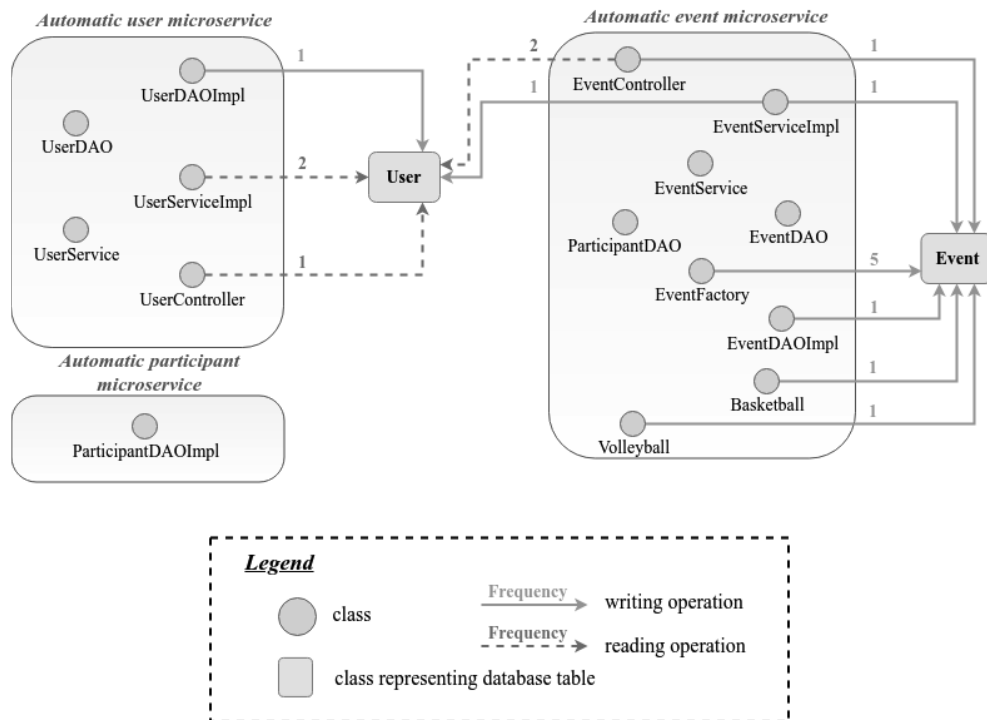 Automatic user microservice
1
UserDAOImpl
UserDAO
2
UserServiceImpl
UserService
1
UserController
User
Automatic participant
microservice
ParticipantDAOImpl
Automatic event microservice
2
EventController
1
1
EventServiceImpl
1
EventService
ParticipantDAO
EventDAO
EventFactory
5
Event
EventDAOImpl
1
Basketball
1
Volleyball
1
Legend
class
Frequency
writing operation
Frequency
reading operation
class representing database table